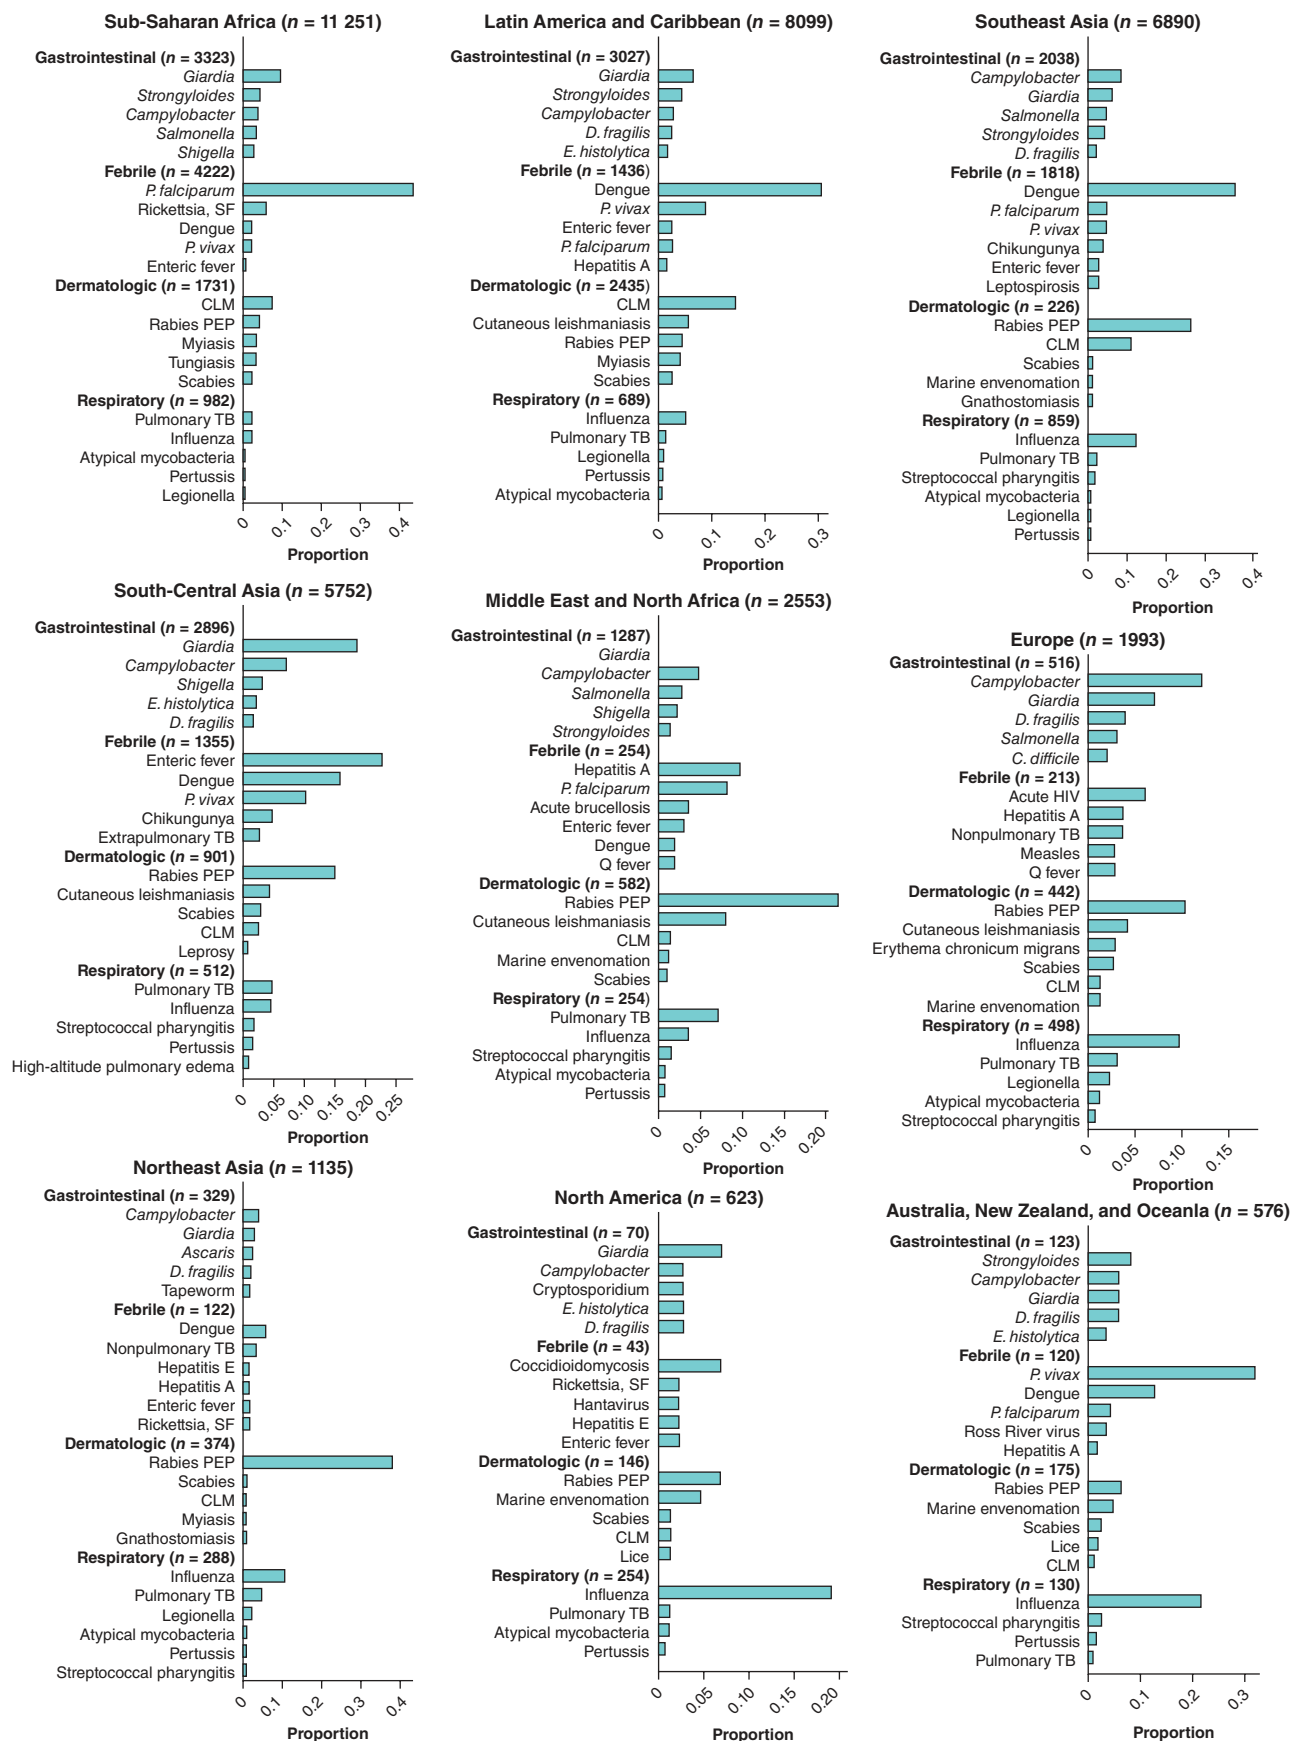 Sub-Saharan Africa (n = 11 251)
Gastrointestinal (n = 3323)
Giardia
Strongyloides
Campylobacter
Salmonella
Shigella
Febrile (n = 4222)
P. falciparum
Rickettsia, SF
Dengue
P. vivax
Enteric fever
Dermatologic (n = 1731)
CLM
Rabies PEP
Myiasis
Tungiasis
Scabies
Respiratory (n = 982)
Pulmonary TB
Influenza
Atypical mycobacteria
Pertussis
Legionella
0 0.1 0.2 0.3 0.4
Proportion
Latin America and Caribbean (n = 8099)
Gastrointestinal (n = 3027)
Giardia
Strongyloides
Campylobacter
D. fragilis
E. histolytica
Febrile (n = 1436)
Dengue
P. vivax
Enteric fever
P. falciparum
Hepatitis A
Dermatologic (n = 2435)
CLM
Cutaneous leishmaniasis
Rabies PEP
Myiasis
Scabies
Respiratory (n = 689)
Influenza
Pulmonary TB
Legionella
Pertussis
Atypical mycobacteria
0 0.1 0.2 0.3
Proportion
Southeast Asia (n = 6890)
Gastrointestinal (n = 2038)
Campylobacter
Giardia
Salmonella
Strongyloides
D. fragilis
Febrile (n = 1818)
Dengue
P. falciparum
P. vivax
Chikungunya
Enteric fever
Leptospirosis
Dermatologic (n = 226)
Rabies PEP
CLM
Scabies
Marine envenomation
Gnathostomiasis
Respiratory (n = 859)
Influenza
Pulmonary TB
Streptococcal pharyngitis
Atypical mycobacteria
Legionella
Pertussis
0 0.1 0.2 0.3 0.4
Proportion
South-Central Asia (n = 5752)
Gastrointestinal (n = 2896)
Giardia
Campylobacter
Shigella
E. histolytica
D. fragilis
Febrile (n = 1355)
Enteric fever
Dengue
P. vivax
Chikungunya
Extrapulmonary TB
Dermatologic (n = 901)
Rabies PEP
Cutaneous leishmaniasis
Scabies
CLM
Leprosy
Respiratory (n = 512)
Pulmonary TB
Influenza
Streptococcal pharyngitis
Pertussis
High-altitude pulmonary edema
0 0.05 0.10 0.15 0.20 0.25
Proportion
Middle East and North Africa (n = 2553)
Gastrointestinal (n = 1287)
Giardia
Campylobacter
Salmonella
Shigella
Strongyloides
Febrile (n = 254)
Hepatitis A
P. falciparum
Acute brucellosis
Enteric fever
Dengue
Q fever
Dermatologic (n = 582)
Rabies PEP
Cutaneous leishmaniasis
CLM
Marine envenomation
Scabies
Respiratory (n = 254)
Pulmonary TB
Influenza
Streptococcal pharyngitis
Atypical mycobacteria
Pertussis
0 0.05 0.10 0.15 0.20
Proportion
Europe (n = 1993)
Gastrointestinal (n = 516)
Campylobacter
Giardia
D. fragilis
Salmonella
C. difficile
Febrile (n = 213)
Acute HIV
Hepatitis A
Nonpulmonary TB
Measles
Q fever
Dermatologic (n = 442)
Rabies PEP
Cutaneous leishmaniasis
Erythema chronicum migrans
Scabies
CLM
Marine envenomation
Respiratory (n = 498)
Influenza
Pulmonary TB
Legionella
Atypical mycobacteria
Streptococcal pharyngitis
0 0.05 0.10 0.15
Proportion
Northeast Asia (n = 1135)
Gastrointestinal (n = 329)
Campylobacter
Giardia
Ascaris
D. fragilis
Tapeworm
Febrile (n = 122)
Dengue
Nonpulmonary TB
Hepatitis E
Hepatitis A
Enteric fever
Rickettsia, SF
Dermatologic (n = 374)
Rabies PEP
Scabies
CLM
Myiasis
Gnathostomiasis
Respiratory (n = 288)
Influenza
Pulmonary TB
Legionella
Atypical mycobacteria
Pertussis
Streptococcal pharyngitis
0 0.1 0.2 0.3 0.4
Proportion
North America (n = 623)
Gastrointestinal (n = 70)
Giardia
Campylobacter
Cryptosporidium
E. histolytica
D. fragilis
Febrile (n = 43)
Coccidioidomycosis
Rickettsia, SF
Hantavirus
Hepatitis E
Enteric fever
Dermatologic (n = 146)
Rabies PEP
Marine envenomation
Scabies
CLM
Lice
Respiratory (n = 254)
Influenza
Pulmonary TB
Atypical mycobacteria
Pertussis
0 0.05 0.10 0.15 0.20
Proportion
Australia, New Zealand, and Oceanla (n = 576)
Gastrointestinal (n = 123)
Strongyloides
Campylobacter
Giardia
D. fragilis
E. histolytica
Febrile (n = 120)
P. vivax
Dengue
P. falciparum
Ross River virus
Hepatitis A
Dermatologic (n = 175)
Rabies PEP
Marine envenomation
Scabies
Lice
CLM
Respiratory (n = 130)
Influenza
Streptococcal pharyngitis
Pertussis
Pulmonary TB
0 0.1 0.2 0.3
Proportion